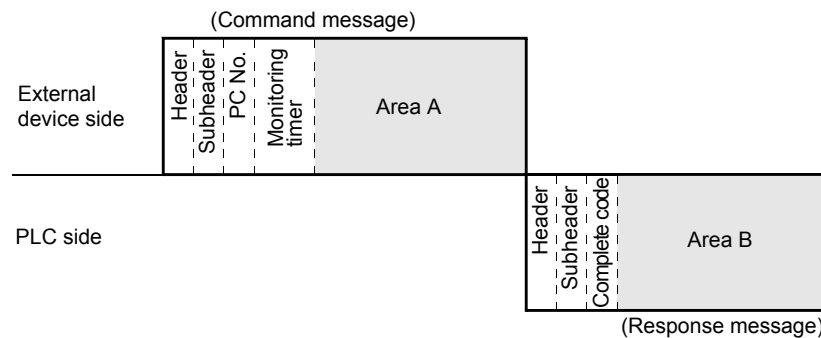 (Command message)
External
device side
Header
Subheader
PC No.
Monitoring
timer
Area A
PLC side
Header
Subheader
Complete code
Area B
(Response message)